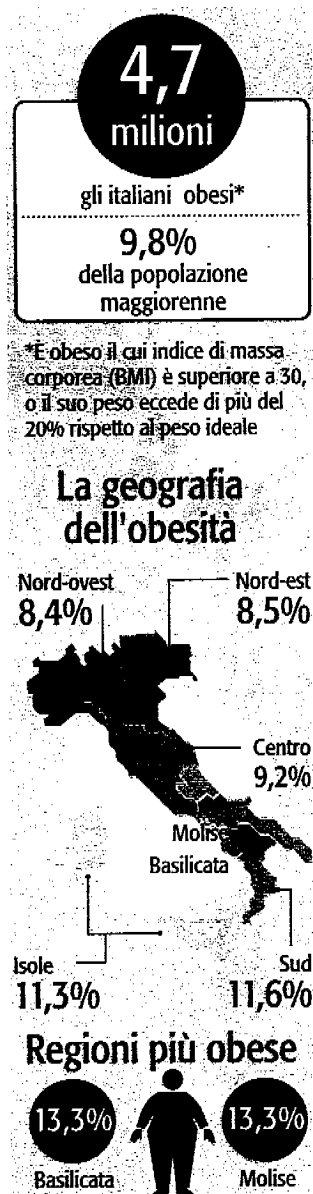 4,7
milioni
gli italiani obesi*
9,8%
della popolazione
maggiorenne
*È obeso il cui indice di massa
corporea (BMI) è superiore a 30,
o il suo peso eccede di più del
20% rispetto al peso ideale
La geografia
dell'obesità
Nord-ovest
8,4%
Nord-est
8,5%
Centro
9,2%
Molise
Basilicata
Isole
11,3%
Sud
11,6%
Regioni più obese
13,3%
Basilicata
13,3%
Molise